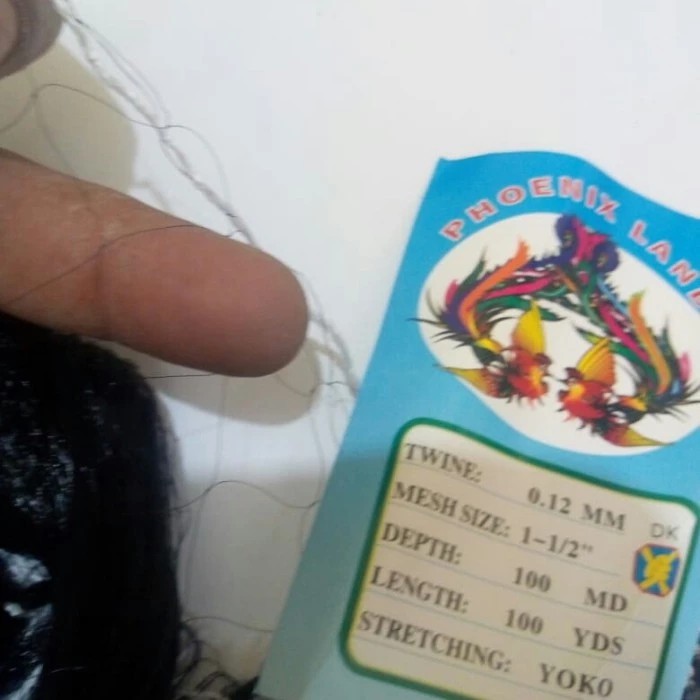 PHOENIX LAND
TWINE: 0.12 MM
DK
MESH SIZE: 1-1/2"
DEPTH: 100 MD
LENGTH: 100 YDS
STRETCHING: YOKO